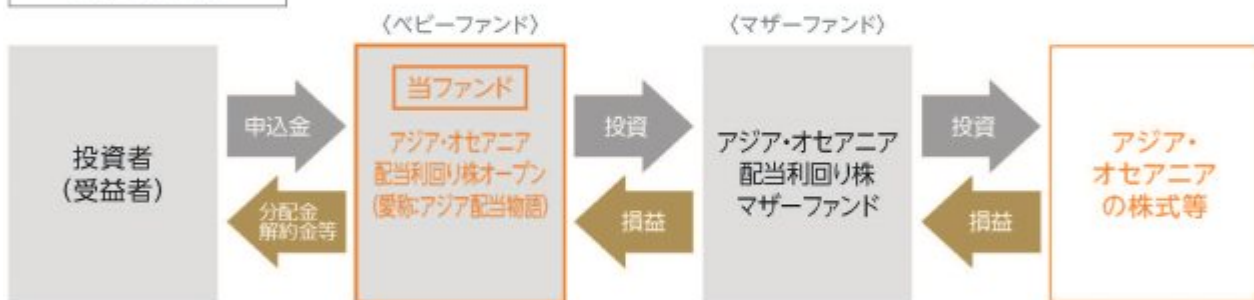 〈ベビーファンド〉
〈マザーファンド〉
投資者
(受益者)
申込金
分配金
解約金等
当ファンド
アジア・オセアニア
配当利回り株オープン
(愛称:アジア配当物語)
投資
損益
アジア・オセアニア
配当利回り株
マザーファンド
投資
損益
アジア・
オセアニア
の株式等